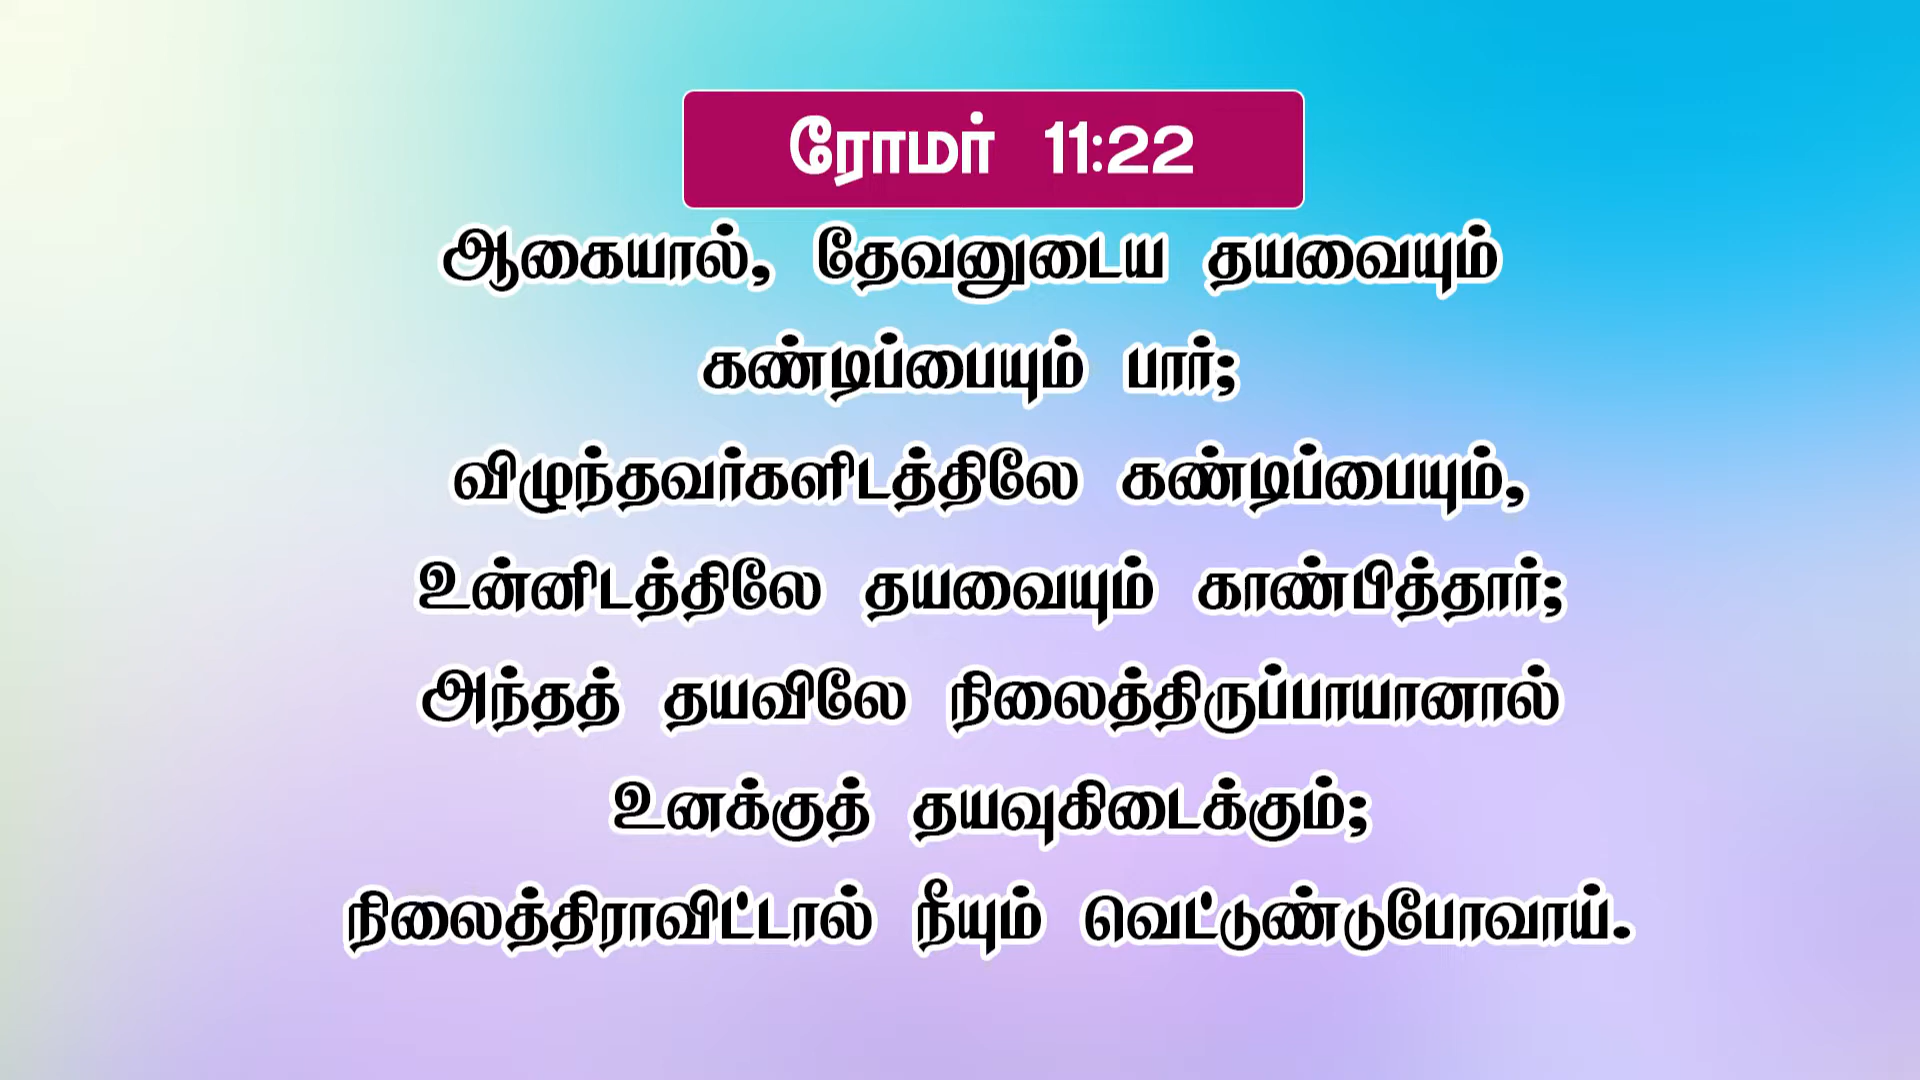 ரோமர் 11:22
ஆகையால், தேவனுடைய தயவையும்
கண்டிப்பையும் பார்;
விழுந்தவர்களிடத்திலே கண்டிப்பையும்,
உன்னிடத்திலே தயவையும் காண்பித்தார்;
அந்தத் தயவிலே நிலைத்திருப்பாயானால்
உனக்குத் தயவுகிடைக்கும்;
நிலைத்திராவிட்டால் நீயும் வெட்டுண்டுபோவாய்.